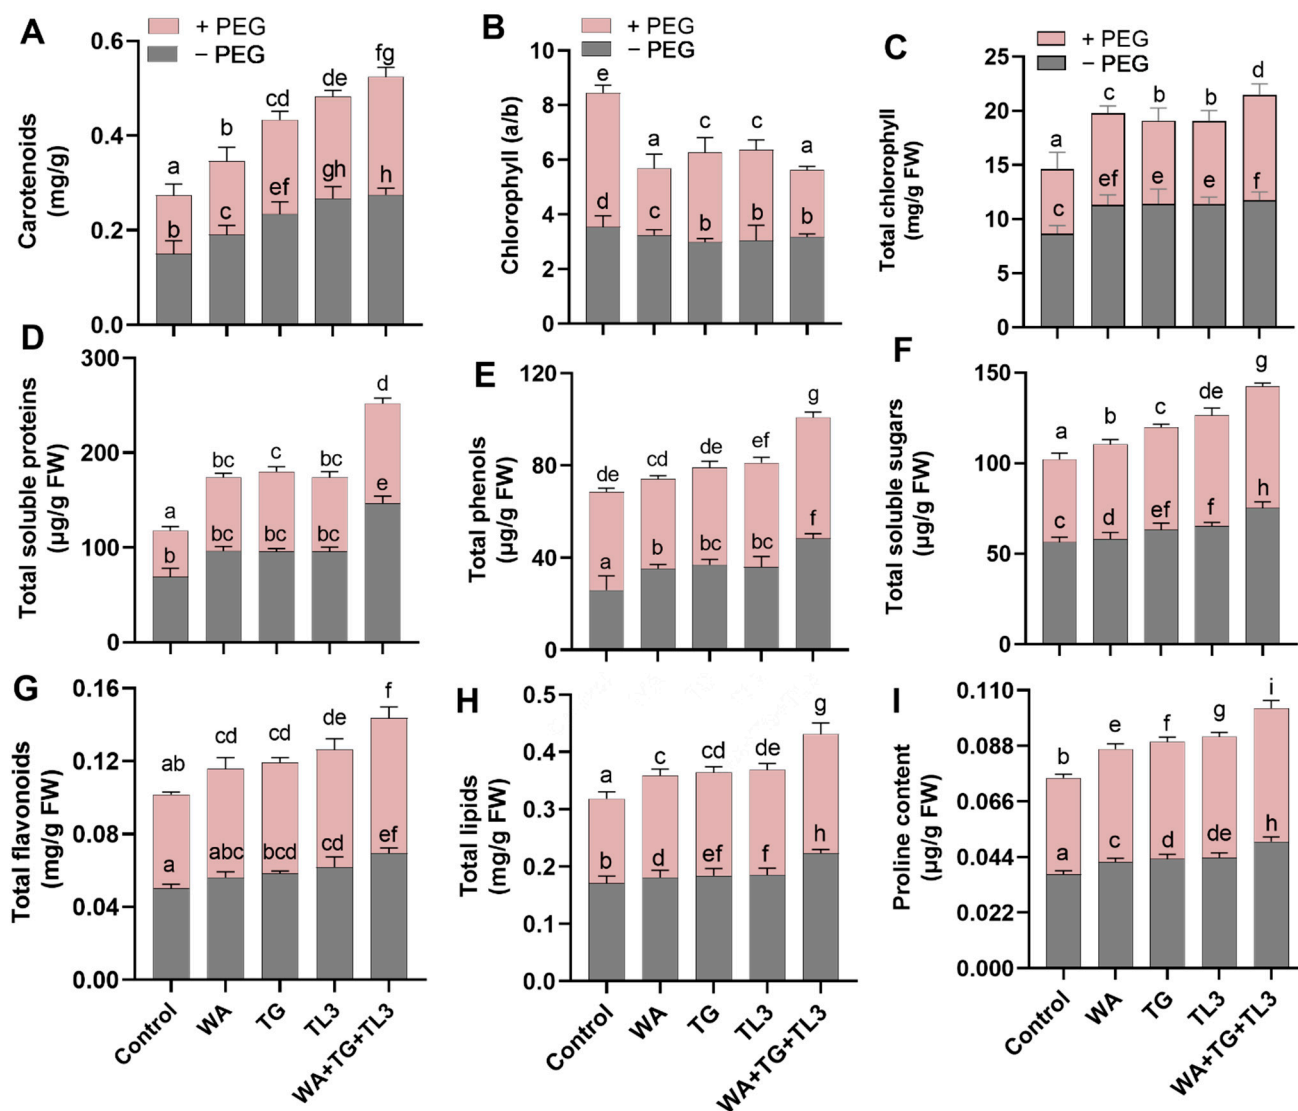 A
+ PEG
− PEG
Carotenoids
(mg/g)
0.6
0.4
0.2
0.0
a
b
cd
de
fg
b
c
ef
gh
h
B
+ PEG
− PEG
Chlorophyll (a/b)
10
8
6
4
2
0
e
a
c
c
a
d
c
b
b
b
C
+ PEG
− PEG
Total chlorophyll
(mg/g FW)
25
20
15
10
5
0
a
c
b
b
d
c
ef
e
e
f
D
Total soluble proteins
(µg/g FW)
300
200
100
0
a
bc
c
bc
d
b
bc
bc
bc
e
E
Total phenols
(µg/g FW)
120
80
40
0
de
cd
de
ef
g
a
b
bc
bc
f
F
Total soluble sugars
(µg/g FW)
150
100
50
0
a
b
c
de
g
c
d
ef
f
h
G
Total flavonoids
(mg/g FW)
0.16
0.12
0.08
0.04
0.00
ab
cd
cd
de
f
a
abc
bcd
cd
ef
Control
WA
TG
TL3
WA+TG+TL3
H
Total lipids
(mg/g FW)
0.5
0.4
0.3
0.2
0.1
0.0
a
c
cd
de
g
b
d
ef
f
h
Control
WA
TG
TL3
WA+TG+TL3
I
Proline content
(µg/g FW)
0.110
0.088
0.066
0.044
0.022
0.000
b
e
f
g
i
a
c
d
de
h
Control
WA
TG
TL3
WA+TG+TL3